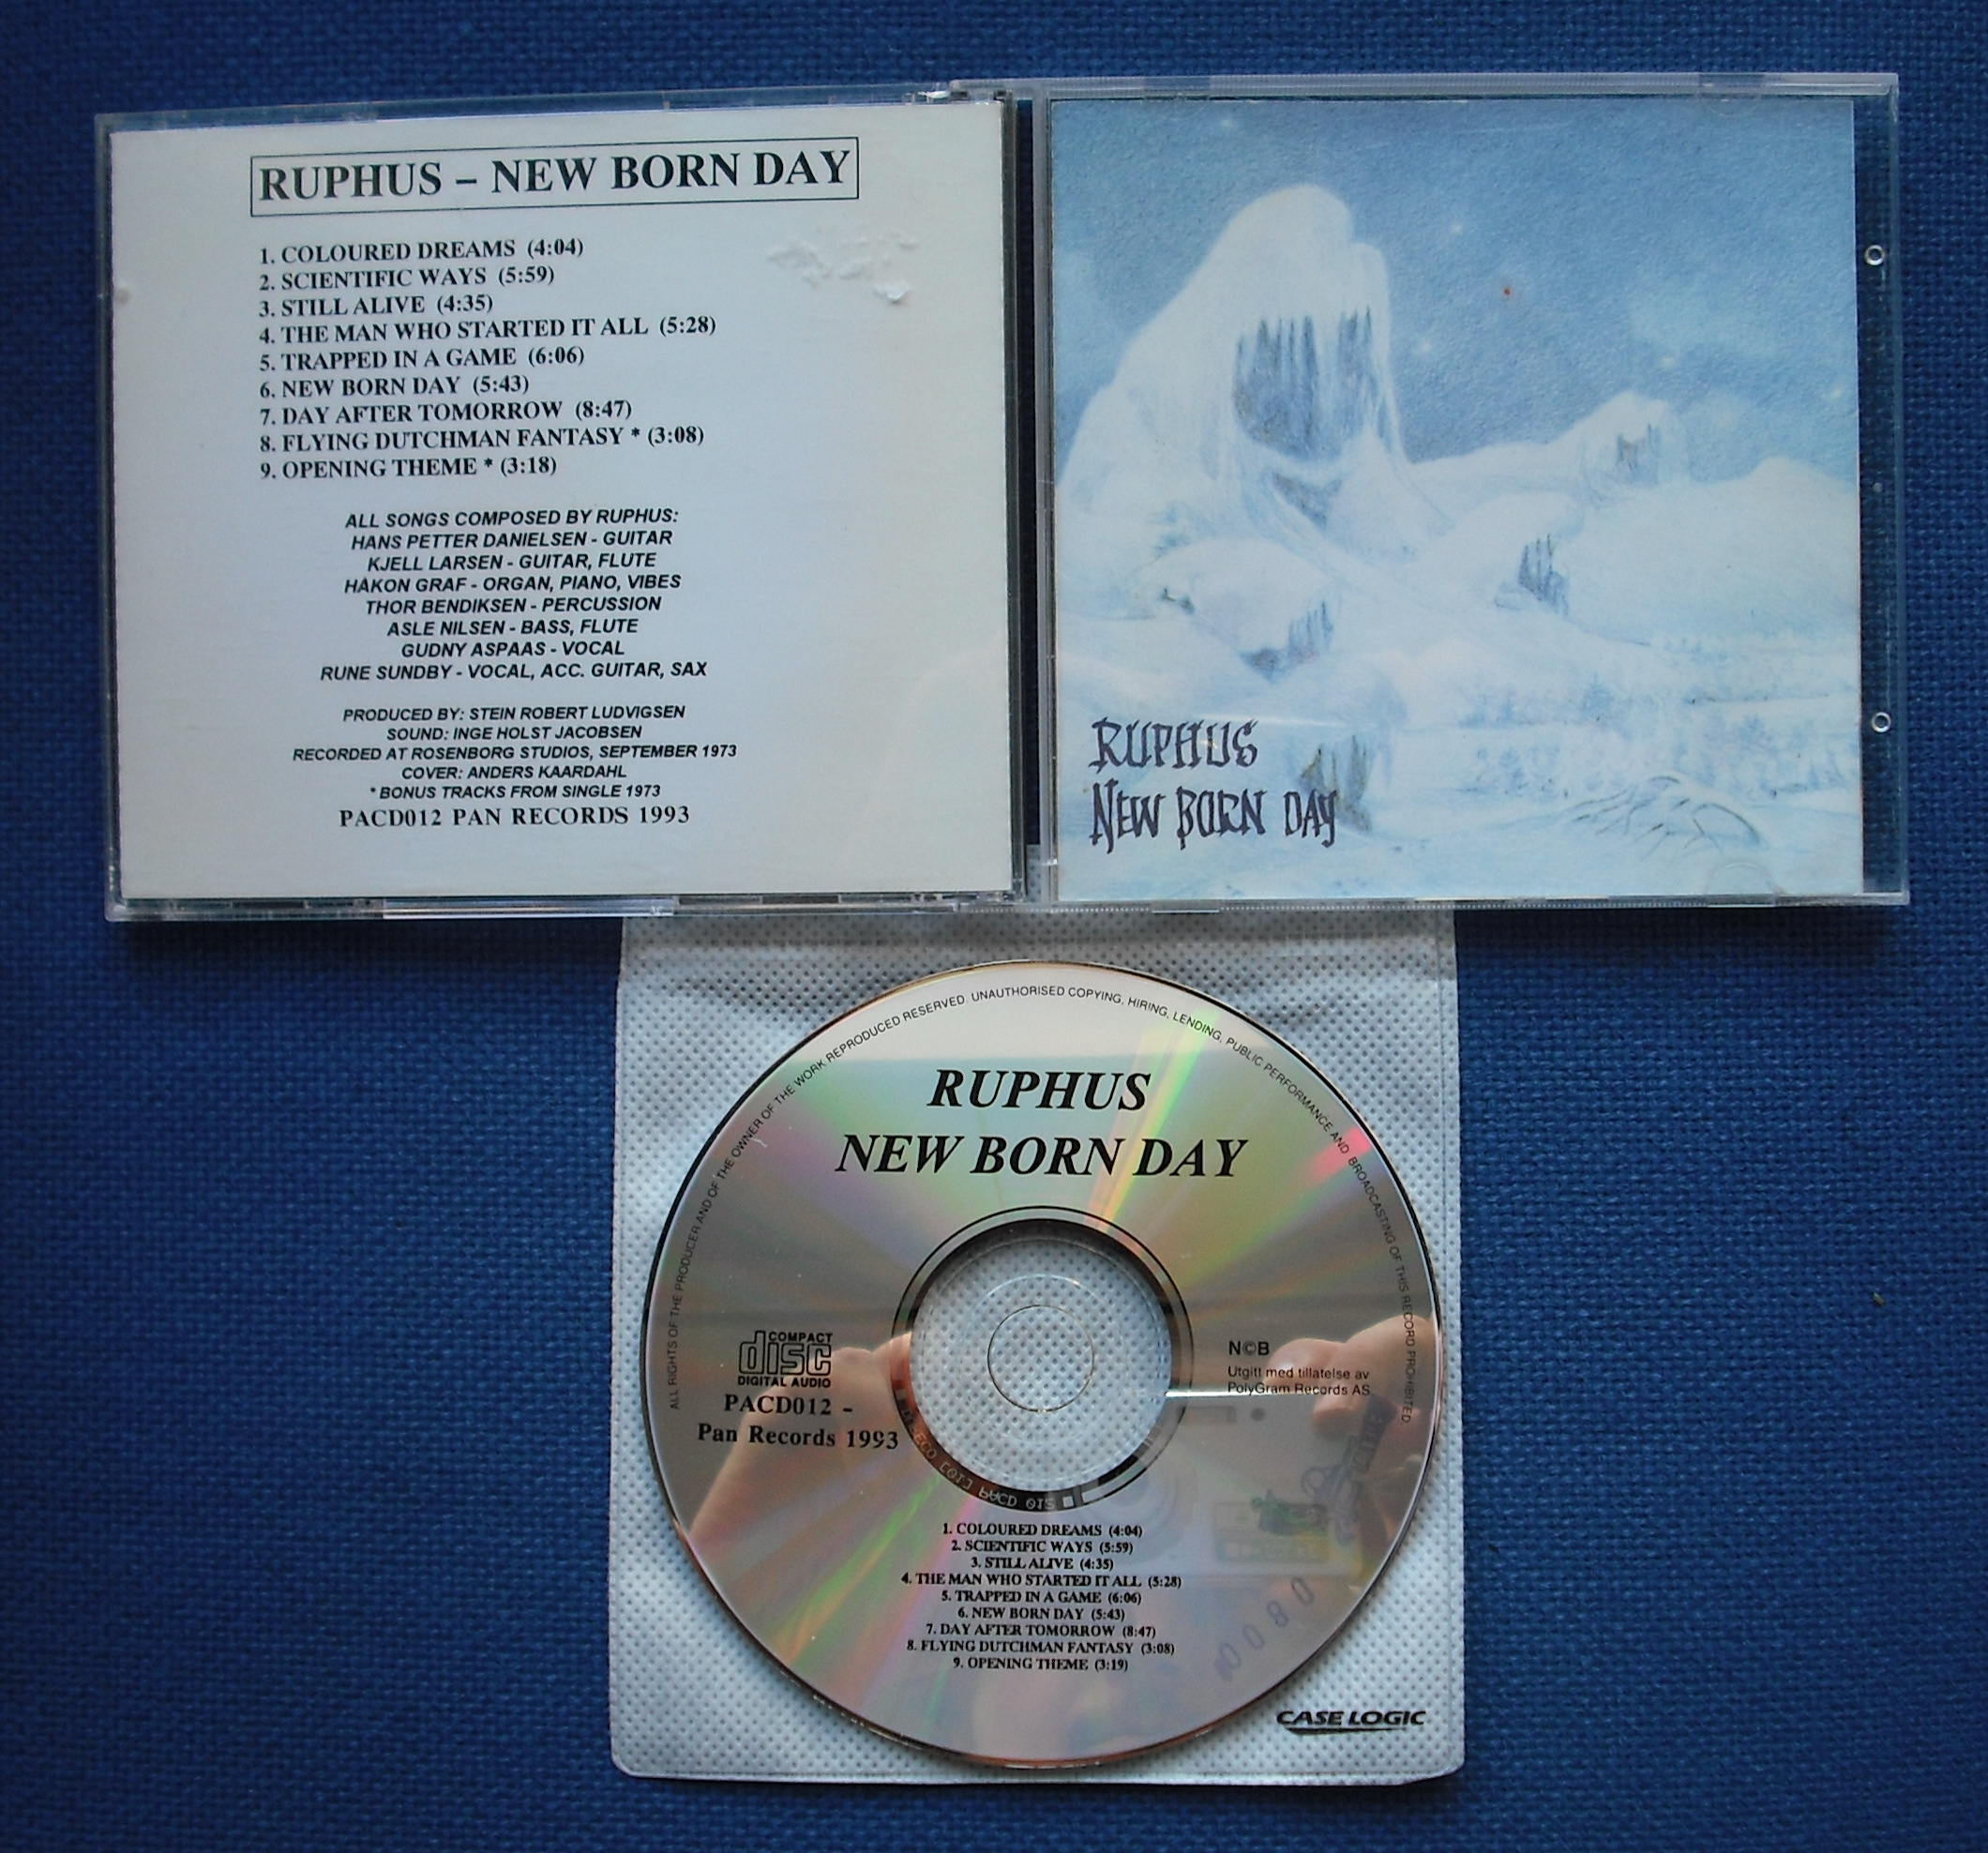 RUPHUS – NEW BORN DAY
1. COLOURED DREAMS (4:04)
2. SCIENTIFIC WAYS (5:59)
3. STILL ALIVE (4:35)
4. THE MAN WHO STARTED IT ALL (5:28)
5. TRAPPED IN A GAME (6:06)
6. NEW BORN DAY (5:43)
7. DAY AFTER TOMORROW (8:47)
8. FLYING DUTCHMAN FANTASY * (3:08)
9. OPENING THEME * (3:18)
ALL SONGS COMPOSED BY RUPHUS:
HANS PETTER DANIELSEN - GUITAR
KJELL LARSEN - GUITAR, FLUTE
HÅKON GRAF - ORGAN, PIANO, VIBES
THOR BENDIKSEN - PERCUSSION
ASLE NILSEN - BASS, FLUTE
GUDNY ASPAAS - VOCAL
RUNE SUNDBY - VOCAL, ACC. GUITAR, SAX
PRODUCED BY: STEIN ROBERT LUDVIGSEN
SOUND: INGE HOLST JACOBSEN
RECORDED AT ROSENBORG STUDIOS, SEPTEMBER 1973
COVER: ANDERS KAARDAHL
* BONUS TRACKS FROM SINGLE 1973
PACD012 PAN RECORDS 1993
RUPHUS
NEW BORN DAY
ALL RIGHTS OF THE PRODUCER AND OF THE OWNER OF THE WORK REPRODUCED RESERVED. UNAUTHORISED COPYING, HIRING, LENDING, PUBLIC PERFORMANCE AND BROADCASTING OF THIS RECORD PROHIBITED
RUPHUS
NEW BORN DAY
COMPACT
disc
DIGITAL AUDIO
PACD012 -
Pan Records 1993
N©B
Utgitt med tillatelse av
PolyGram Records AS
1. COLOURED DREAMS (4:04)
2. SCIENTIFIC WAYS (5:59)
3. STILL ALIVE (4:35)
4. THE MAN WHO STARTED IT ALL (5:28)
5. TRAPPED IN A GAME (6:06)
6. NEW BORN DAY (5:43)
7. DAY AFTER TOMORROW (8:47)
8. FLYING DUTCHMAN FANTASY (3:08)
9. OPENING THEME (3:19)
CASE LOGIC